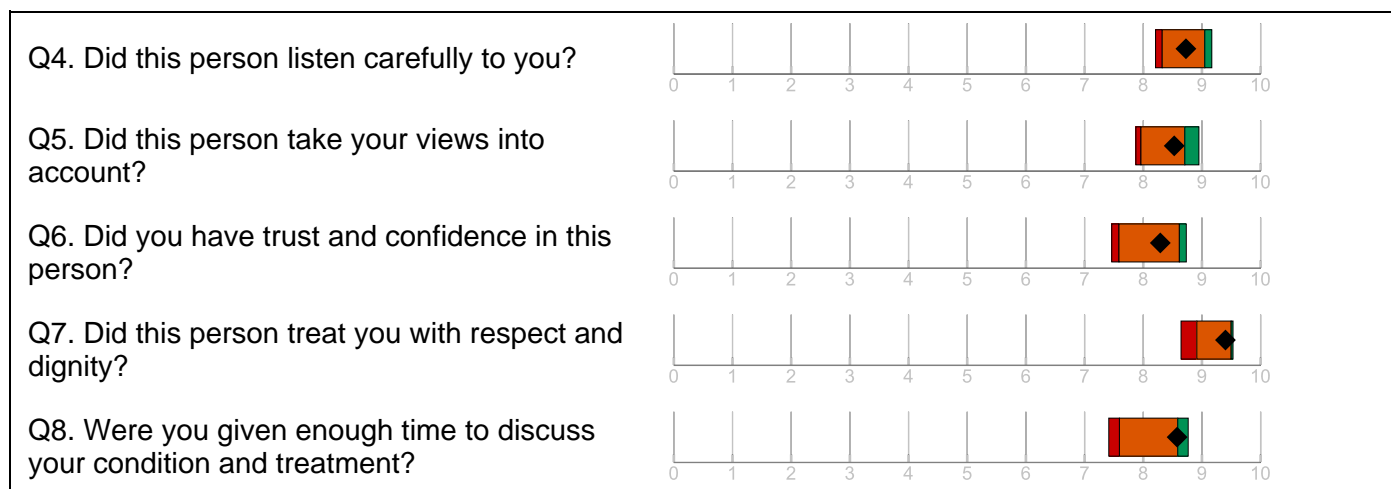 Q4. Did this person listen carefully to you?
0 1 2 3 4 5 6 7 8 9 10
Q5. Did this person take your views into
account?
0 1 2 3 4 5 6 7 8 9 10
Q6. Did you have trust and confidence in this
person?
0 1 2 3 4 5 6 7 8 9 10
Q7. Did this person treat you with respect and
dignity?
0 1 2 3 4 5 6 7 8 9 10
Q8. Were you given enough time to discuss
your condition and treatment?
0 1 2 3 4 5 6 7 8 9 10